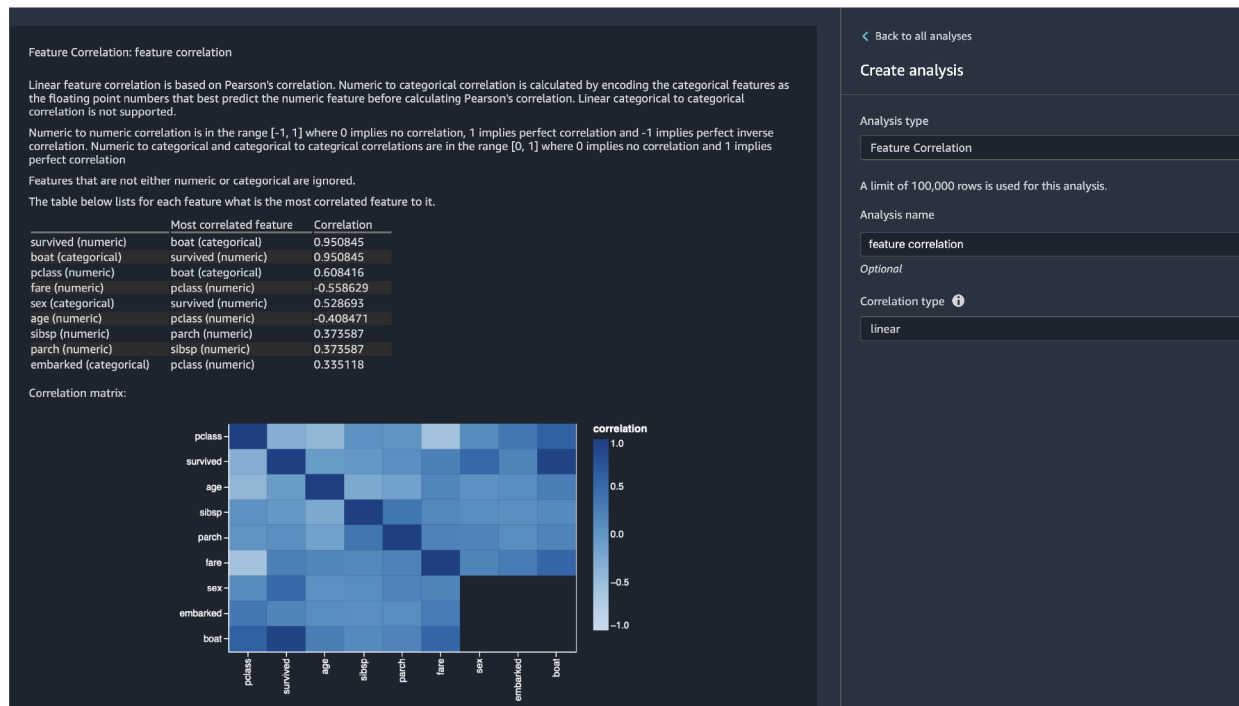 Feature Correlation: feature correlation
Linear feature correlation is based on Pearson's correlation. Numeric to categorical correlation is calculated by encoding the categorical features as
the floating point numbers that best predict the numeric feature before calculating Pearson's correlation. Linear categorical to categorical
correlation is not supported.
Numeric to numeric correlation is in the range [-1, 1] where 0 implies no correlation, 1 implies perfect correlation and -1 implies perfect inverse
correlation. Numeric to categorical and categorical to categrical correlations are in the range [0, 1] where 0 implies no correlation and 1 implies
perfect correlation
Features that are not either numeric or categorical are ignored.
The table below lists for each feature what is the most correlated feature to it.
Most correlated feature Correlation
survived (numeric) boat (categorical) 0.950845
boat (categorical) survived (numeric) 0.950845
pclass (numeric) boat (categorical) 0.608416
fare (numeric) pclass (numeric) -0.558629
sex (categorical) survived (numeric) 0.528693
age (numeric) pclass (numeric) -0.408471
sibsp (numeric) parch (numeric) 0.373587
parch (numeric) sibsp (numeric) 0.373587
embarked (categorical) pclass (numeric) 0.335118
Correlation matrix:
pclass
survived
age
sibsp
parch
fare
sex
embarked
boat
pclass
survived
age
sibsp
parch
fare
sex
embarked
boat
correlation
1.0
0.5
0.0
−0.5
−1.0
Back to all analyses
Create analysis
Analysis type
Feature Correlation
A limit of 100,000 rows is used for this analysis.
Analysis name
feature correlation
Optional
Correlation type
linear